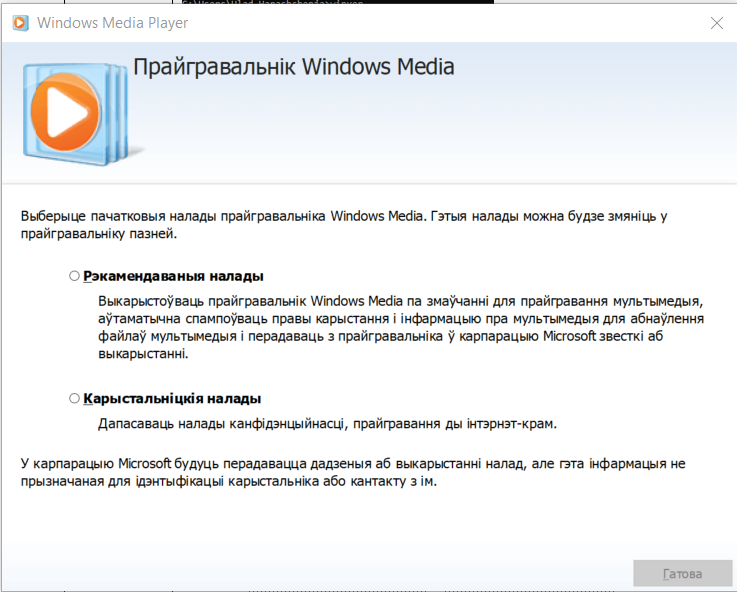 Windows Media Player
Прайгравальнік Windows Media
Выберыце пачатковыя налады прайгравальніка Windows Media. Гэтыя налады можна будзе змяніць у
прайгравальніку пазней.
Рэкамендаваныя налады
Выкарыстоўваць прайгравальнік Windows Media па змаўчанні для прайгравання мультымедыя,
аўтаматычна спампоўваць правы карыстання і інфармацыю пра мультымедыя для абнаўлення
файлаў мультымедыя і перадаваць з прайгравальніка ў карпарацыю Microsoft звесткі аб
выкарыстанні.
Карыстальніцкія налады
Дапасаваць налады канфідэнцыйнасці, прайгравання ды інтэрнэт-крам.
У карпарацыю Microsoft будуць перадавацца дадзеныя аб выкарыстанні налад, але гэта інфармацыя не
прызначаная для ідэнтыфікацыі карыстальніка або кантакту з ім.
Гатова